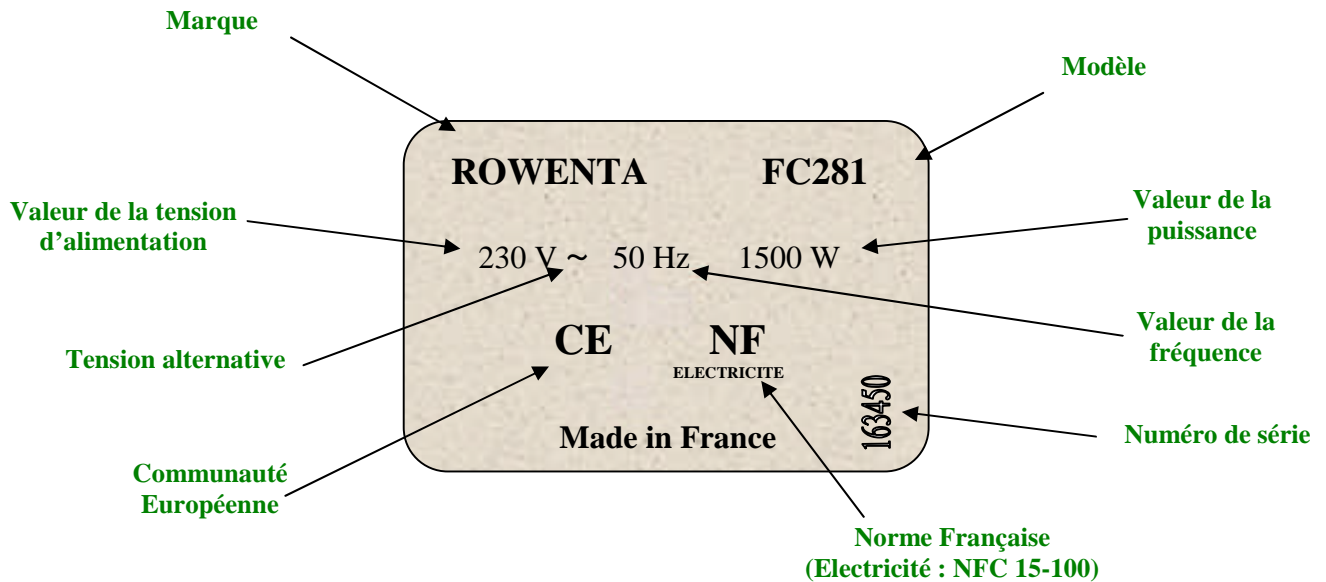 Marque
Modèle
ROWENTA FC281
Valeur de la tension
d’alimentation
Valeur de la
puissance
230 V ~ 50 Hz 1500 W
Tension alternative
Valeur de la
fréquence
CE NF
ELECTRICITE
163450
Numéro de série
Made in France
Communauté
Européenne
Norme Française
(Electricité : NFC 15-100)